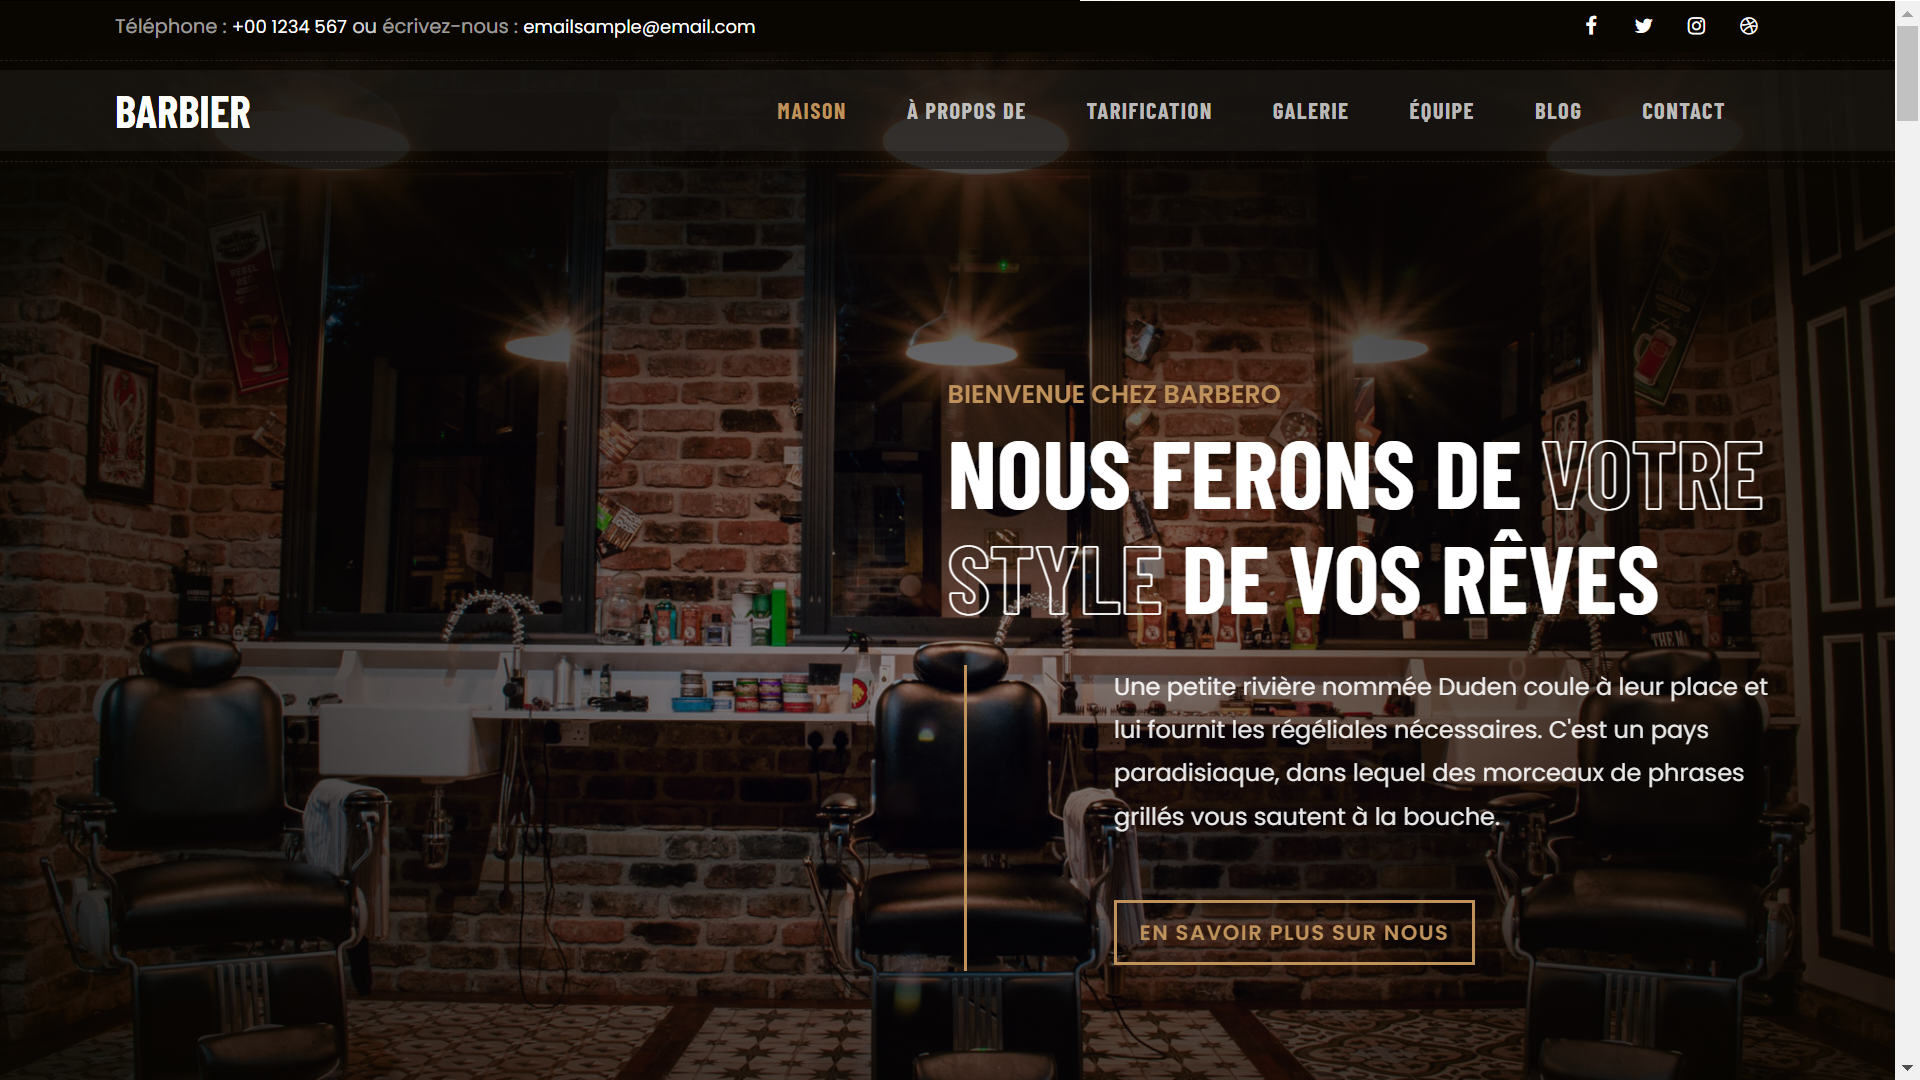 Téléphone : +00 1234 567 ou écrivez-nous : emailsample@email.com
BARBIER
MAISON À PROPOS DE TARIFICATION GALERIE ÉQUIPE BLOG CONTACT
BIENVENUE CHEZ BARBERO
NOUS FERONS DE VOTRE
STYLE DE VOS RÊVES
Une petite rivière nommée Duden coule à leur place et
lui fournit les régéliales nécessaires. C'est un pays
paradisiaque, dans lequel des morceaux de phrases
grillés vous sautent à la bouche.
EN SAVOIR PLUS SUR NOUS